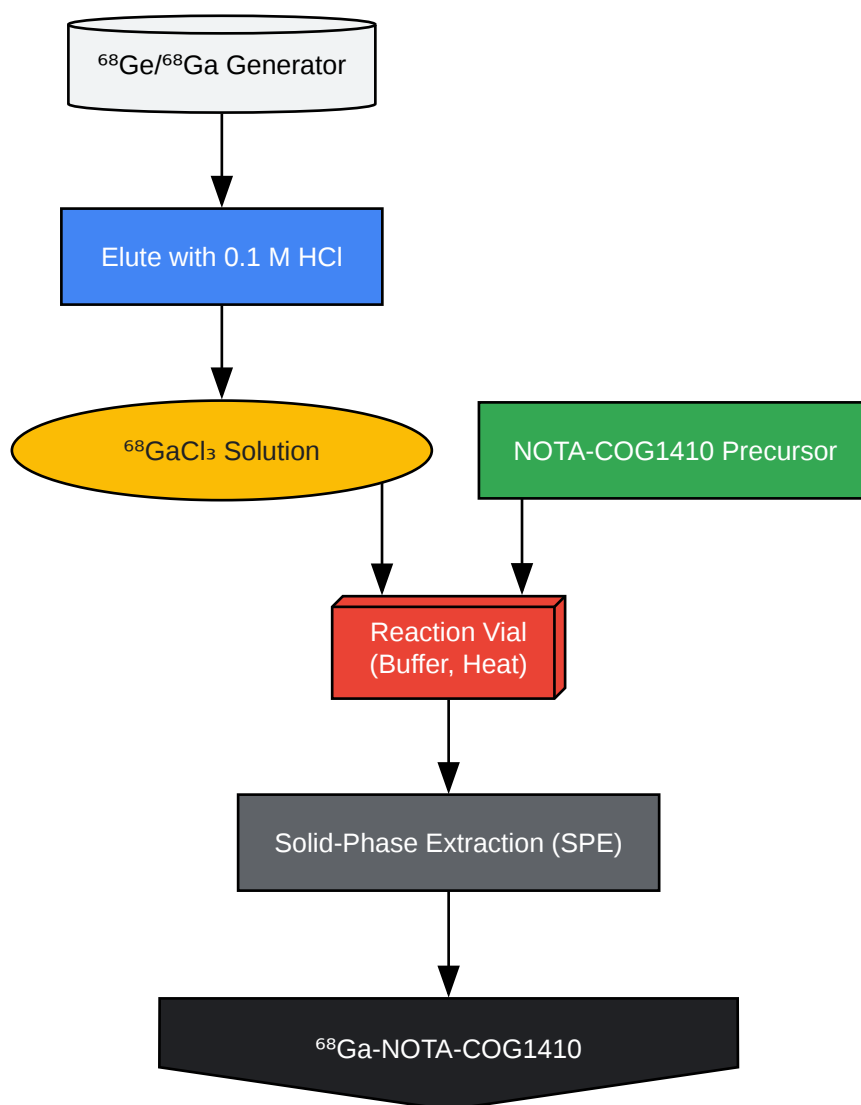 ⁶⁸Ge/⁶⁸Ga Generator
Elute with 0.1 M HCl
⁶⁸GaCl₃ Solution
NOTA-COG1410 Precursor
Reaction Vial
(Buffer, Heat)
Solid-Phase Extraction (SPE)
⁶⁸Ga-NOTA-COG1410